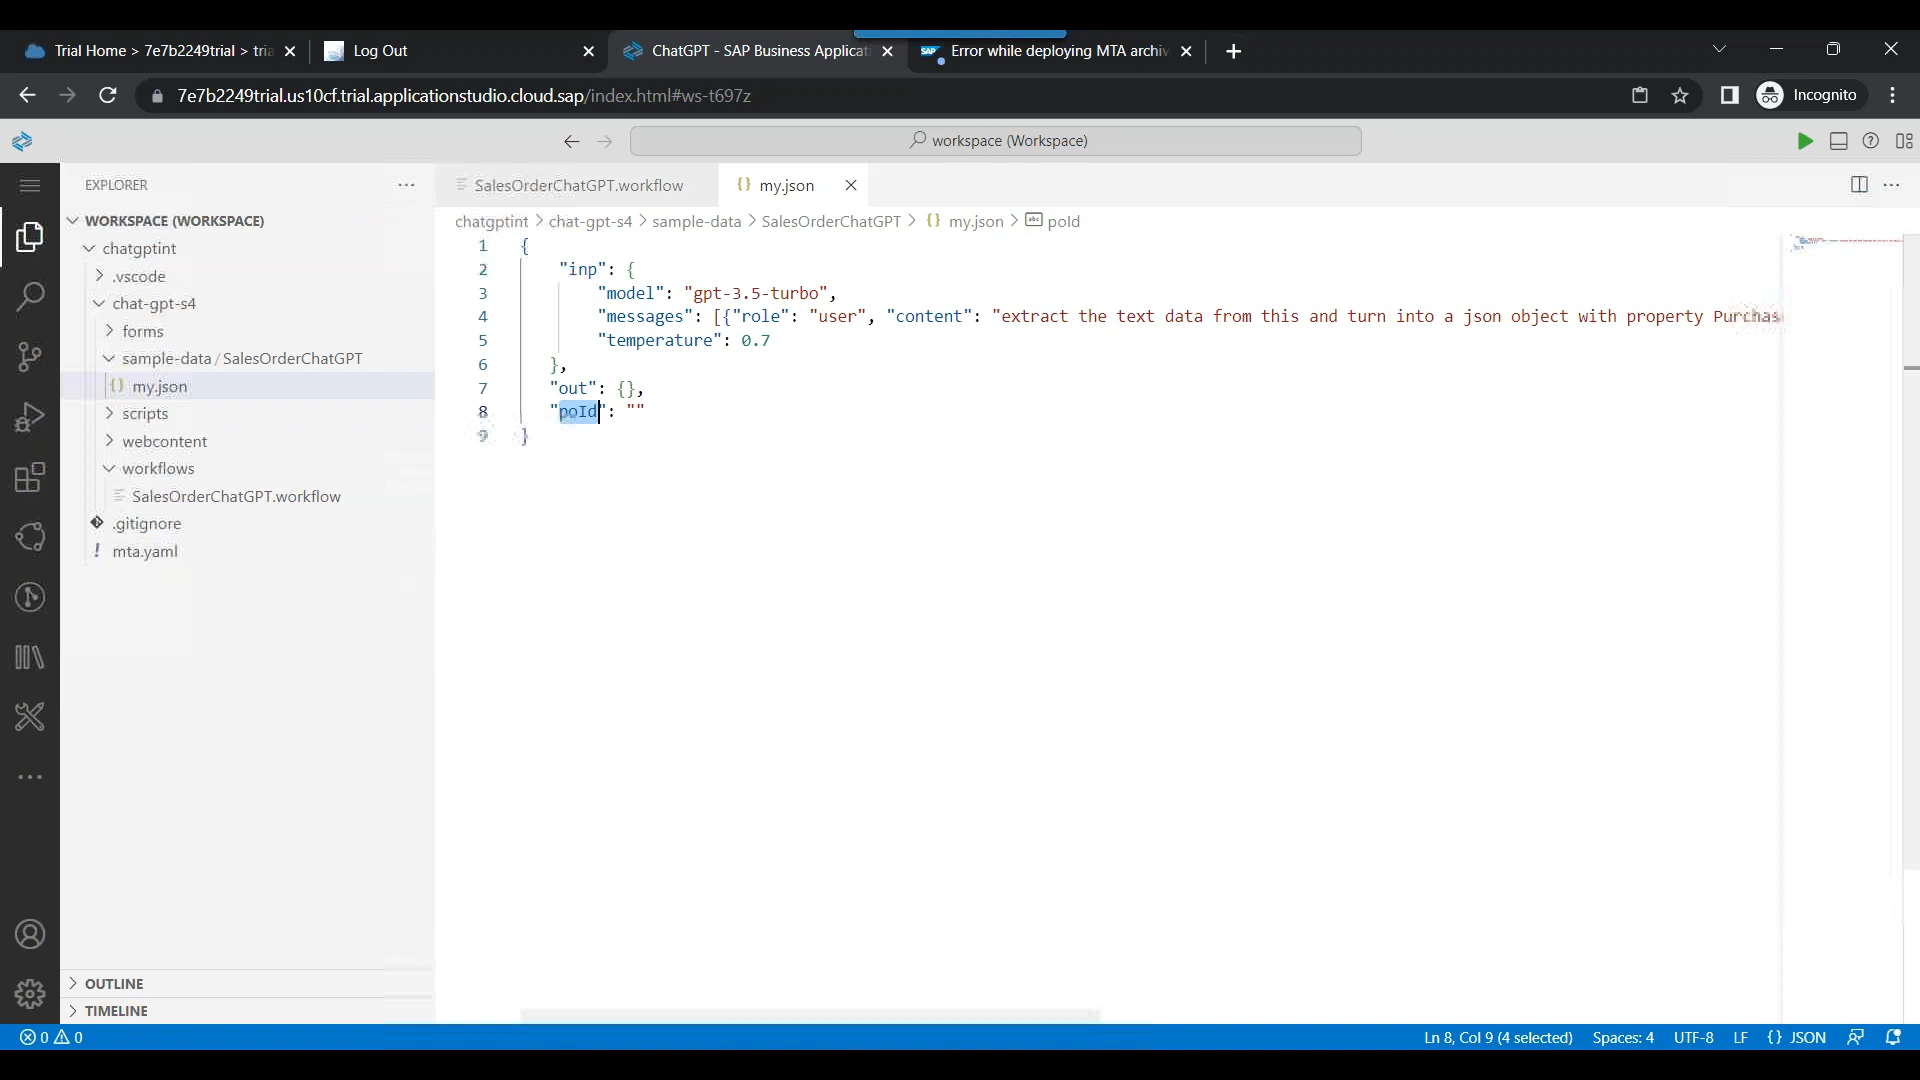 Trial Home > 7e7b2249trial > tria
Log Out
ChatGPT - SAP Business Applicat
SAP
Error while deploying MTA archiv
7e7b2249trial.us10cf.trial.applicationstudio.cloud.sap/index.html#ws-t697z
Incognito
workspace (Workspace)
EXPLORER
WORKSPACE (WORKSPACE)
chatgptint
.vscode
chat-gpt-s4
forms
sample-data / SalesOrderChatGPT
{} my.json
scripts
webcontent
workflows
SalesOrderChatGPT.workflow
.gitignore
! mta.yaml
OUTLINE
TIMELINE
SalesOrderChatGPT.workflow
{} my.json
chatgptint > chat-gpt-s4 > sample-data > SalesOrderChatGPT > {} my.json > abc poId
1 {
2 "inp": {
3 "model": "gpt-3.5-turbo",
4 "messages": [{"role": "user", "content": "extract the text data from this and turn into a json object with property Purchas
5 "temperature": 0.7
6 },
7 "out": {},
8 "poId": ""
9 }
0 0
Ln 8, Col 9 (4 selected)
Spaces: 4
UTF-8
LF
{} JSON